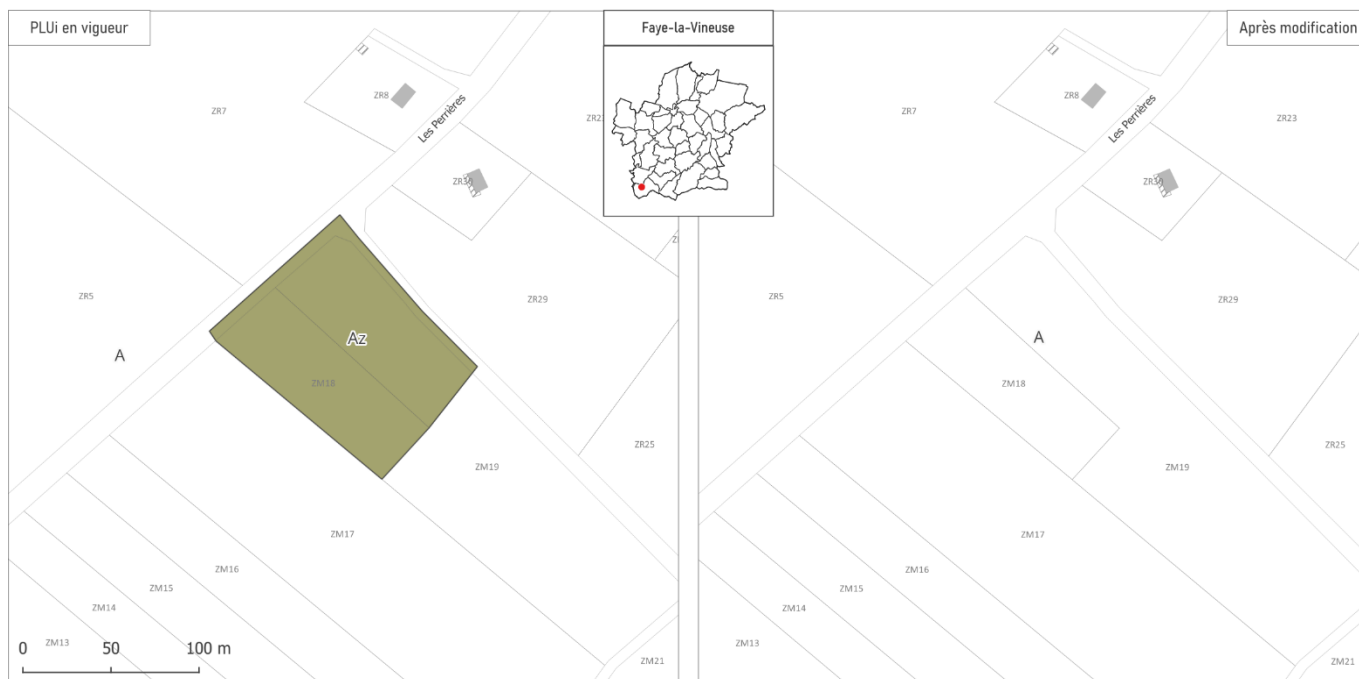 PLUi en vigueur
Faye-la-Vineuse
Après modification
ZR8
ZR7
Les Perrières
ZR30
ZR5
A
Az
ZR29
ZM18
ZR25
ZM19
ZM17
ZM16
ZM15
ZM14
ZM13
ZM21
0 50 100 m
ZR8
ZR7
Les Perrières
ZR23
ZR30
ZR5
ZR29
A
ZM18
ZR25
ZM19
ZM17
ZM16
ZM15
ZM14
ZM13
ZM21